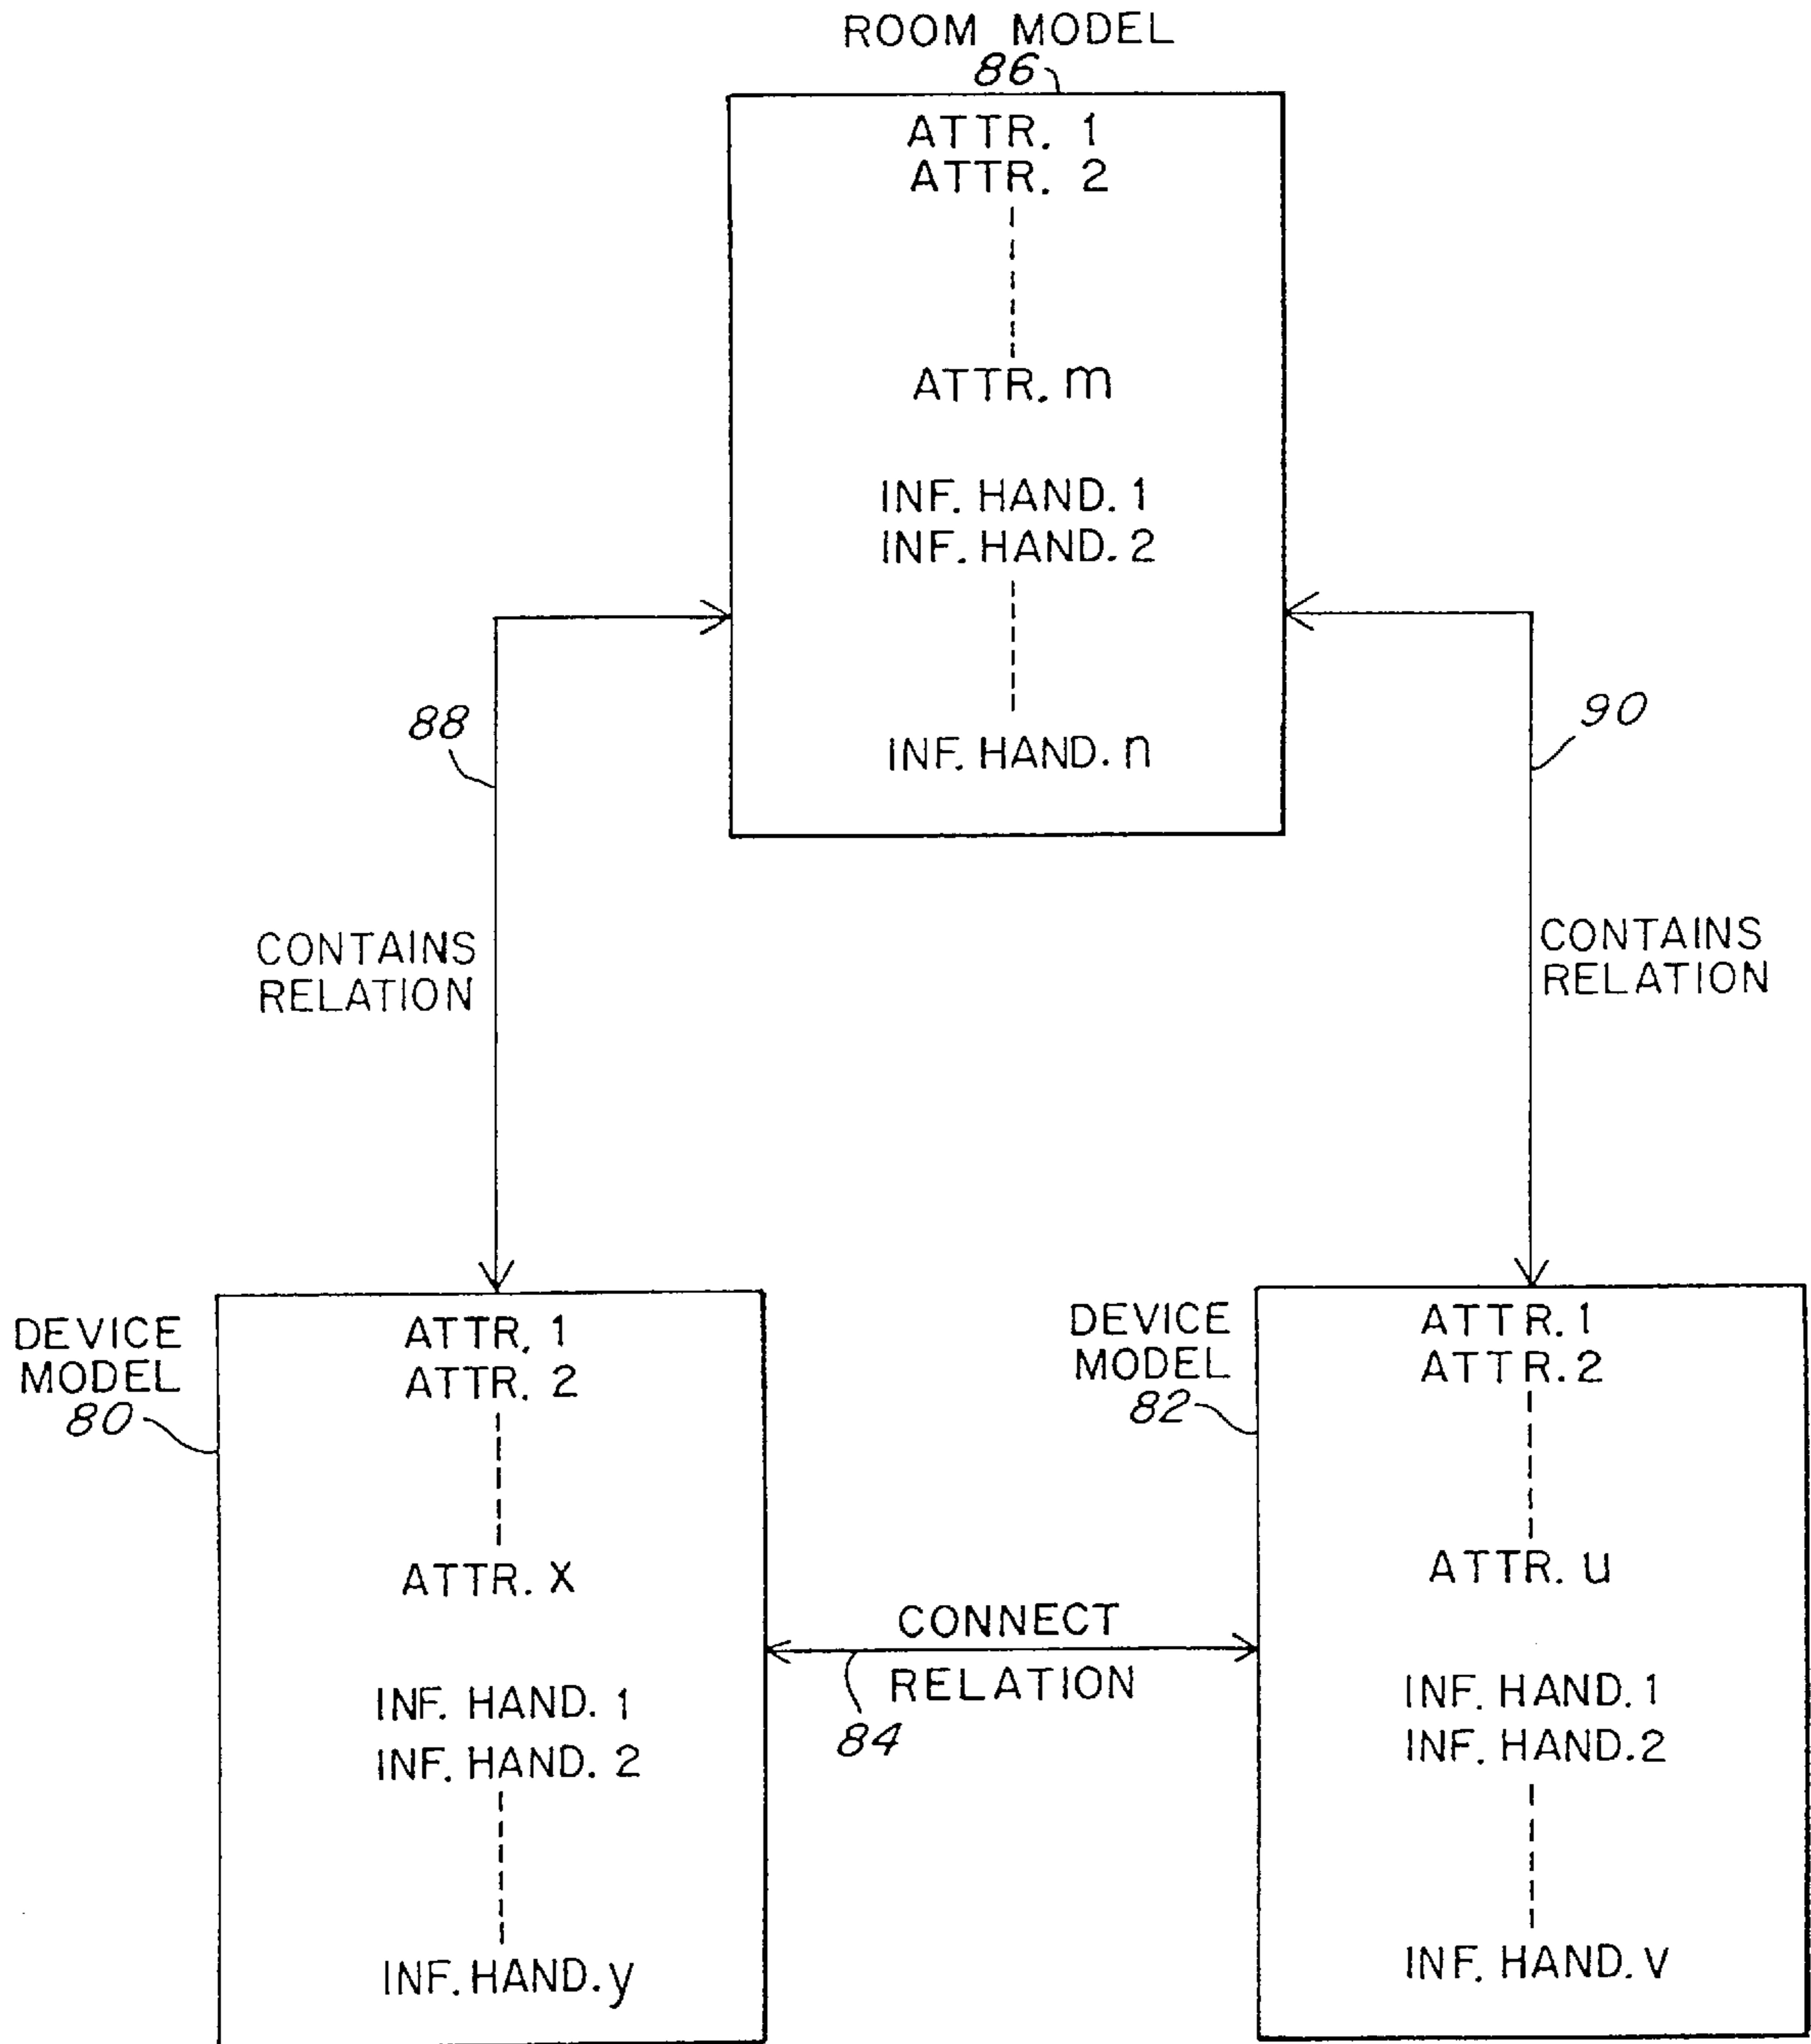 ROOM MODEL
86
ATTR. 1
ATTR. 2
ATTR. m
INF. HAND. 1
INF. HAND. 2
INF. HAND. n
88
90
CONTAINS
RELATION
CONTAINS
RELATION
DEVICE
MODEL
80
ATTR. 1
ATTR. 2
ATTR. x
INF. HAND. 1
INF. HAND. 2
INF. HAND. y
CONNECT
RELATION
84
DEVICE
MODEL
82
ATTR. 1
ATTR. 2
ATTR. u
INF. HAND. 1
INF. HAND. 2
INF. HAND. v